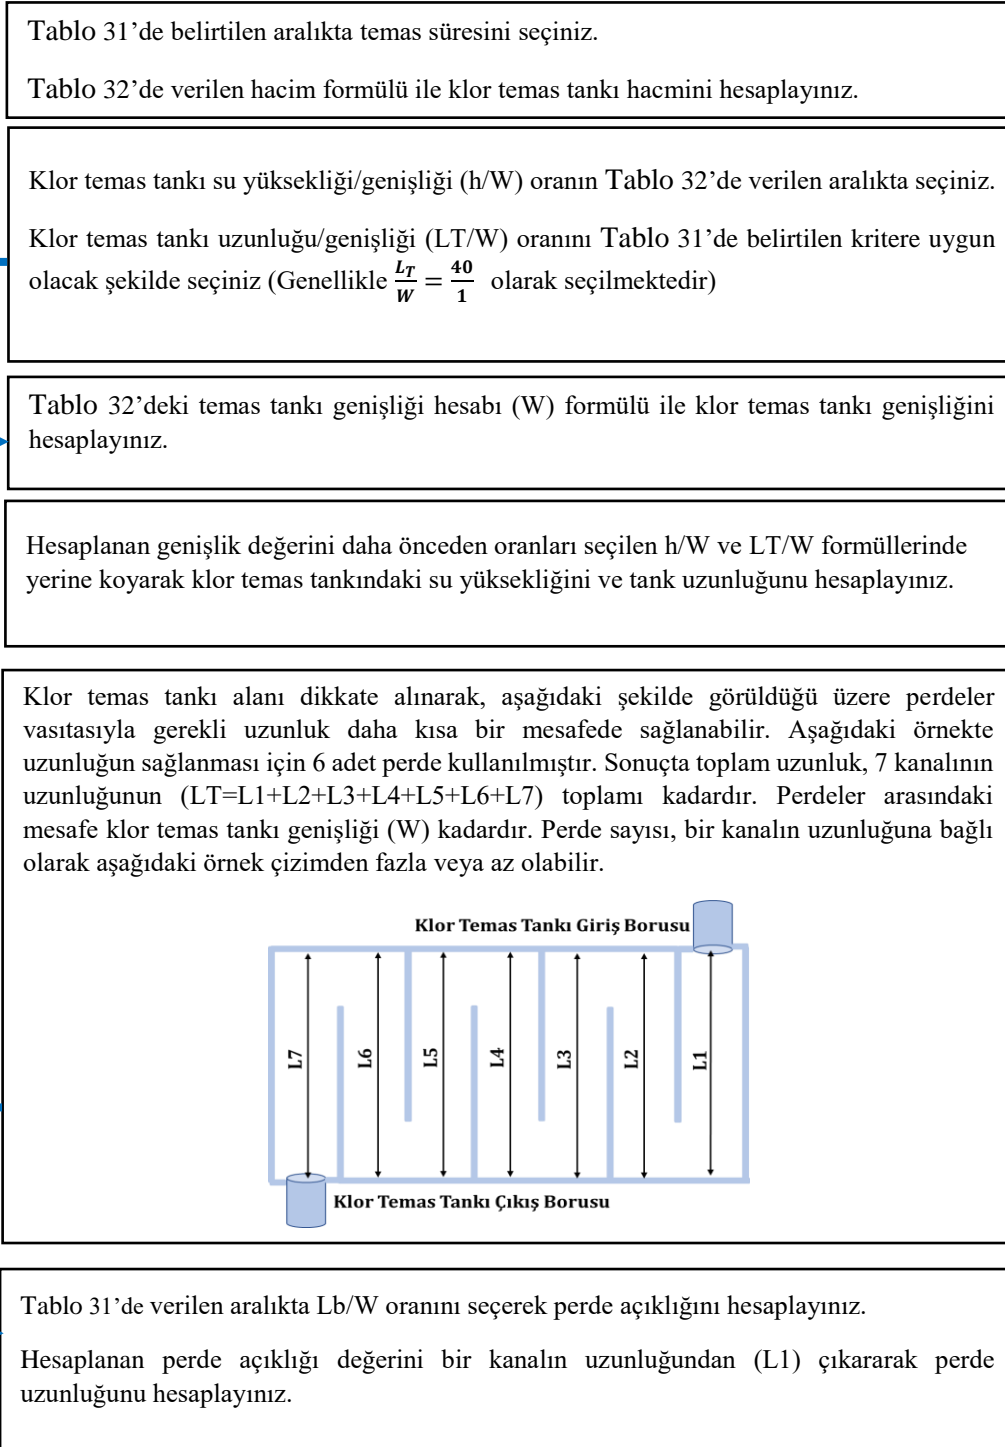 Tablo 31’de belirtilen aralıkta temas süresini seçiniz.
Tablo 32’de verilen hacim formülü ile klor temas tankı hacmini hesaplayınız.
Klor temas tankı su yüksekliği/genişliği (h/W) oranın Tablo 32’de verilen aralıkta seçiniz.
Klor temas tankı uzunluğu/genişliği (LT/W) oranını Tablo 31’de belirtilen kritere uygun
olacak şekilde seçiniz (Genellikle L_T/W = 40/1 olarak seçilmektedir)
Tablo 32’deki temas tankı genişliği hesabı (W) formülü ile klor temas tankı genişliğini
hesaplayınız.
Hesaplanan genişlik değerini daha önceden oranları seçilen h/W ve LT/W formüllerinde
yerine koyarak klor temas tankındaki su yüksekliğini ve tank uzunluğunu hesaplayınız.
Klor temas tankı alanı dikkate alınarak, aşağıdaki şekilde görüldüğü üzere perdeler
vasıtasıyla gerekli uzunluk daha kısa bir mesafede sağlanabilir. Aşağıdaki örnekte
uzunluğun sağlanması için 6 adet perde kullanılmıştır. Sonuçta toplam uzunluk, 7 kanalının
uzunluğunun (LT=L1+L2+L3+L4+L5+L6+L7) toplamı kadardır. Perdeler arasındaki
mesafe klor temas tankı genişliği (W) kadardır. Perde sayısı, bir kanalın uzunluğuna bağlı
olarak aşağıdaki örnek çizimden fazla veya az olabilir.
Klor Temas Tankı Giriş Borusu
L7
L6
L5
L4
L3
L2
L1
Klor Temas Tankı Çıkış Borusu
Tablo 31’de verilen aralıkta Lb/W oranını seçerek perde açıklığını hesaplayınız.
Hesaplanan perde açıklığı değerini bir kanalın uzunluğundan (L1) çıkararak perde
uzunluğunu hesaplayınız.